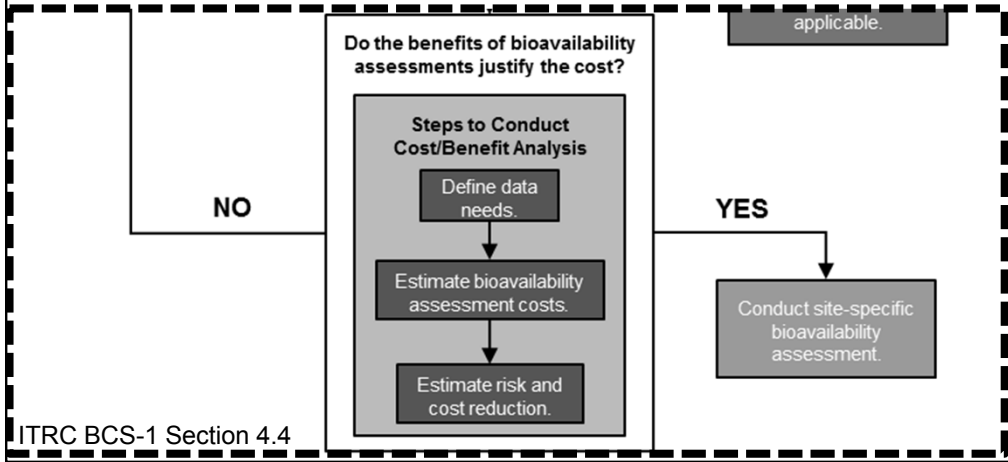 applicable.
Do the benefits of bioavailability
assessments justify the cost?
Steps to Conduct
Cost/Benefit Analysis
Define data
needs.
NO
YES
Estimate bioavailability
assessment costs.
Conduct site-specific
bioavailability
assessment.
Estimate risk and
cost reduction.
ITRC BCS-1 Section 4.4